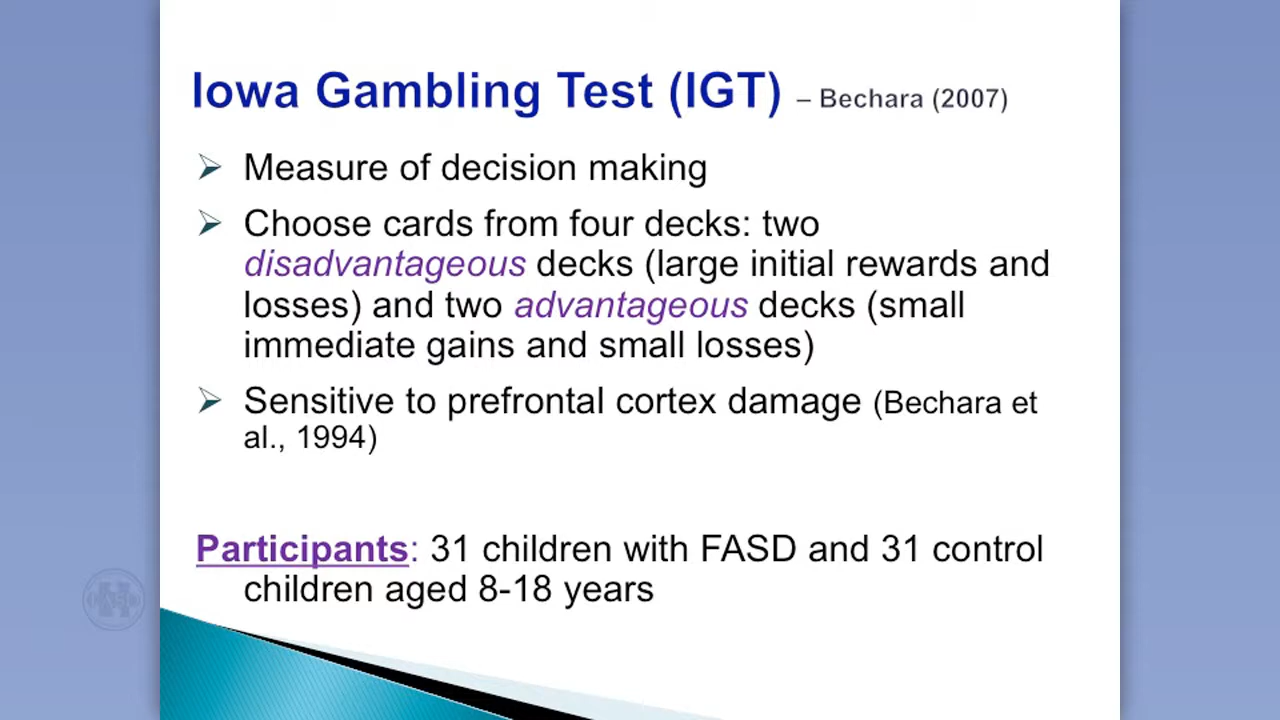 Iowa Gambling Test (IGT) – Bechara (2007)
➢ Measure of decision making
➢ Choose cards from four decks: two
disadvantageous decks (large initial rewards and
losses) and two advantageous decks (small
immediate gains and small losses)
➢ Sensitive to prefrontal cortex damage (Bechara et
al., 1994)
Participants: 31 children with FASD and 31 control
children aged 8-18 years